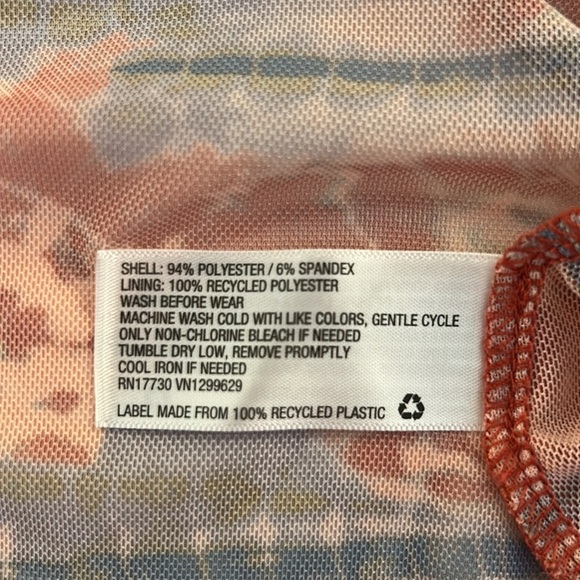 SHELL: 94% POLYESTER / 6% SPANDEX
LINING: 100% RECYCLED POLYESTER
WASH BEFORE WEAR
MACHINE WASH COLD WITH LIKE COLORS, GENTLE CYCLE
ONLY NON-CHLORINE BLEACH IF NEEDED
TUMBLE DRY LOW, REMOVE PROMPTLY
COOL IRON IF NEEDED
RN17730 VN1299629
LABEL MADE FROM 100% RECYCLED PLASTIC